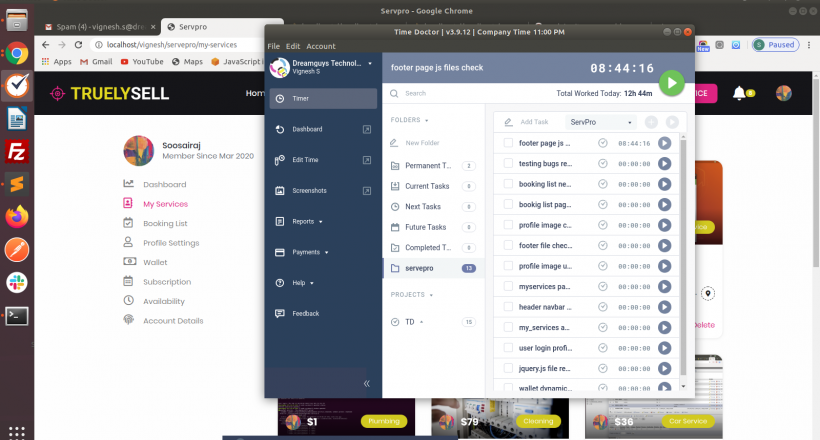 Servpro - Google Chrome
Spam (4) - vignesh.s@dre
Servpro
localhost/vignesh/servpro/my-services
New
S Paused
Apps
Gmail
YouTube
Maps
JavaScript
TRUELYSELL
Hom
ICE
Soosairaj
Member Since Mar 2020
Dashboard
My Services
Booking List
Profile Settings
Wallet
Subscription
Availability
Account Details
Time Doctor | v3.9.12 | Company Time 11:00 PM
File Edit Account
Dreamguys Technol...
Vignesh S
Timer
Dashboard
Edit Time
Screenshots
Reports
Payments
Help
Feedback
«
footer page js files check
08:44:16
Search
Total Worked Today: 12h 44m
FOLDERS
New Folder
Permanent T... 2
Current Tasks 0
Next Tasks 0
Future Tasks 0
Completed T... 0
servepro 13
PROJECTS
TD 15
Add Task
ServPro
footer page js ... 08:44:16
testing bugs re... 00:00:00
booking list ne... 00:00:00
bookig list pag... 00:00:00
profile image c... 00:00:00
footer file chec... 00:00:00
profile image u... 00:00:00
myservices pa... 00:00:00
header navbar ... 00:00:00
my_services a... 00:00:00
user login profi... 00:00:00
jquery.js file re... 00:00:00
wallet dynamic... 00:00:00
Delete
$1
Plumbing
$79
Cleaning
$36
Car Service